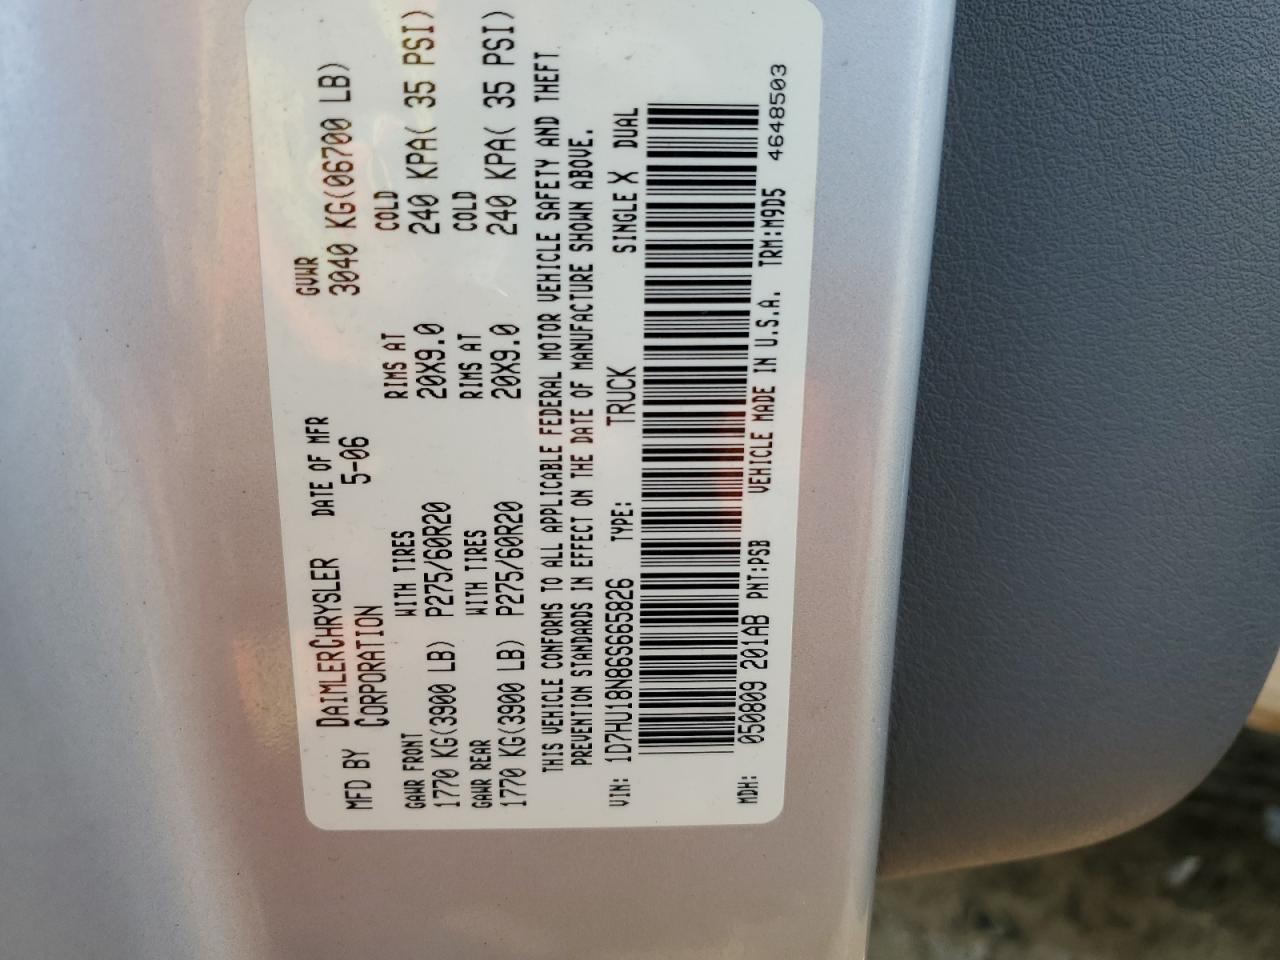 MFD BY DAIMLERCHRYSLER CORPORATION DATE OF MFR 5-06 GVWR 3040 KG(06700 LB)
GAWR FRONT WITH TIRES RIMS AT COLD
1770 KG(3900 LB) P275/60R20 20X9.0 240 KPA( 35 PSI)
GAWR REAR WITH TIRES RIMS AT COLD
1770 KG(3900 LB) P275/60R20 20X9.0 240 KPA( 35 PSI)
THIS VEHICLE CONFORMS TO ALL APPLICABLE FEDERAL MOTOR VEHICLE SAFETY AND THEFT
PREVENTION STANDARDS IN EFFECT ON THE DATE OF MANUFACTURE SHOWN ABOVE.
VIN: 1D7HU18N86S665826 TYPE: TRUCK SINGLE X DUAL
MDH: 050809 201AB PNT:PSB VEHICLE MADE IN U.S.A. TRM:M9D5 4648503